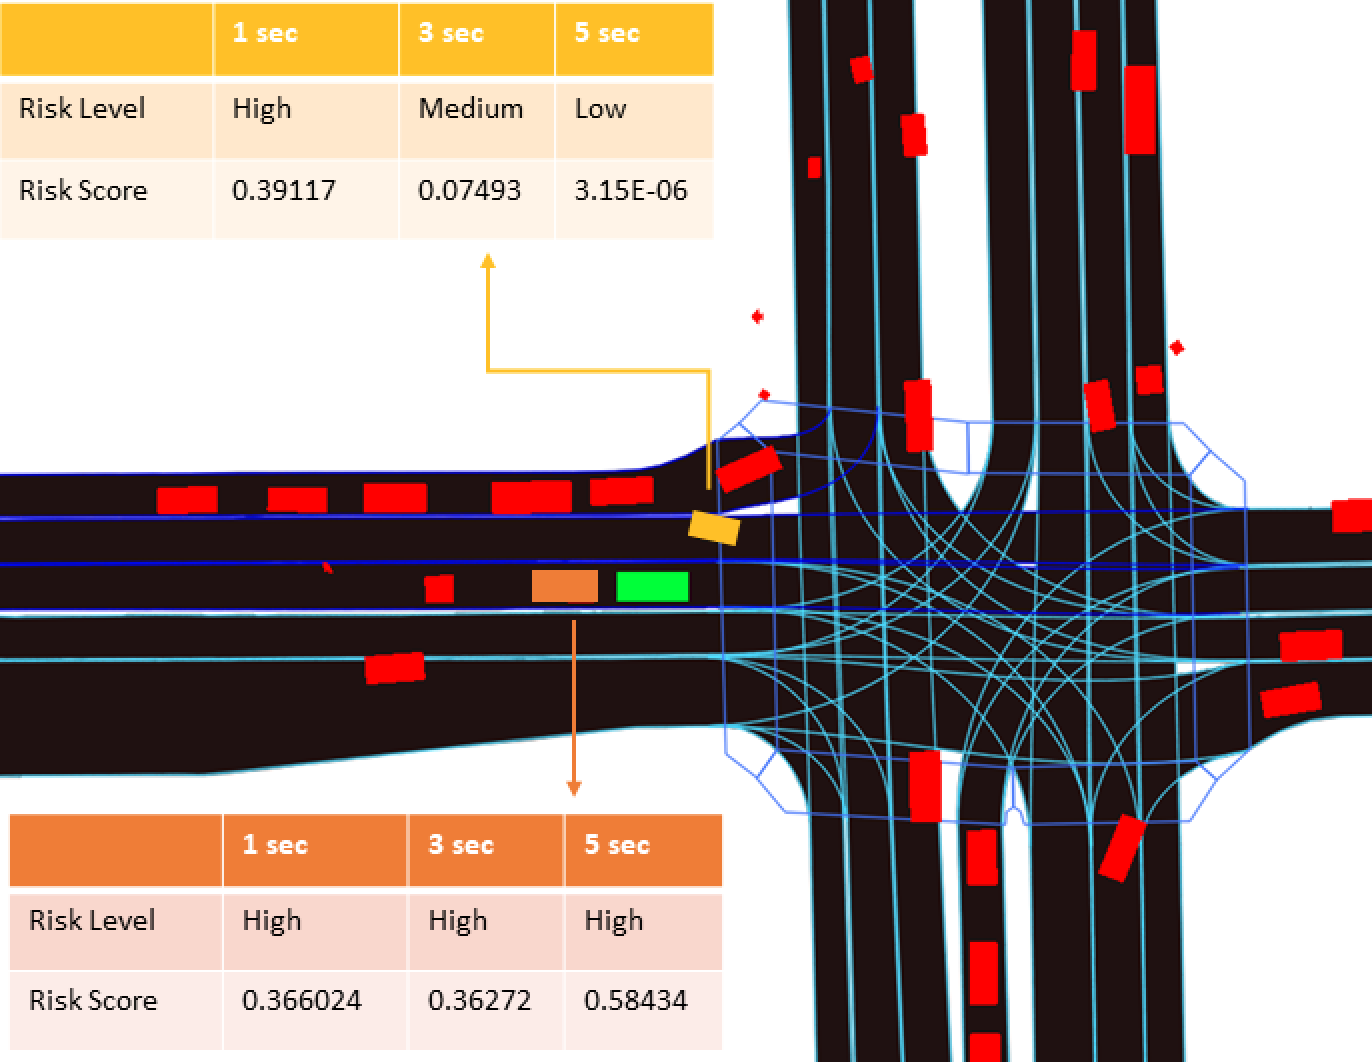 1 sec 3 sec 5 sec
Risk Level High Medium Low
Risk Score 0.39117 0.07493 3.15E-06
1 sec 3 sec 5 sec
Risk Level High High High
Risk Score 0.366024 0.36272 0.58434